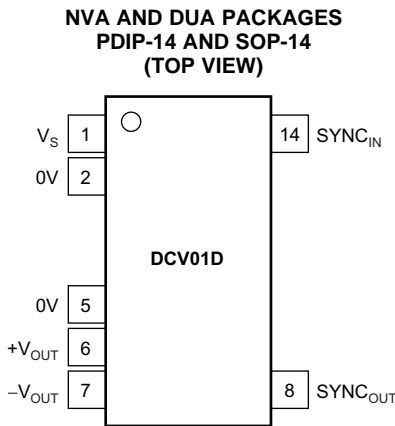 NVA AND DUA PACKAGES
PDIP-14 AND SOP-14
(TOP VIEW)
VS 1 14 SYNCIN
0V 2
DCV01D
0V 5
+VOUT 6
−VOUT 7 8 SYNCOUT